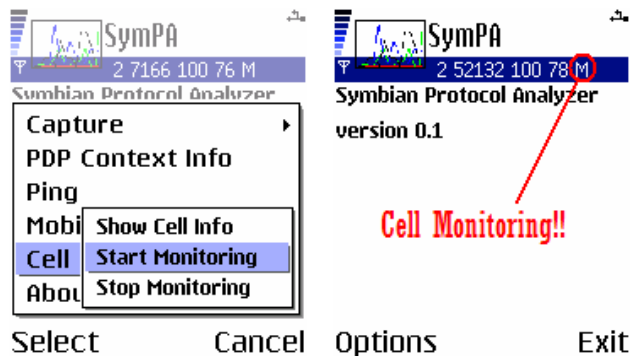 SymPA
2 7166 100 76 M
Symbian Protocol Analyzer
Capture
PDP Context Info
Ping
Mobi
Show Cell Info
Cell
Start Monitoring
Abou
Stop Monitoring
Select Cancel
SymPA
2 52132 100 78 M
Symbian Protocol Analyzer
version 0.1
Cell Monitoring!!
Options Exit